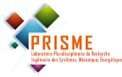 PRISME
Laboratoire Pluridisciplinaire de Recherche
Ingénierie des Systèmes, Mécanique, Énergétique